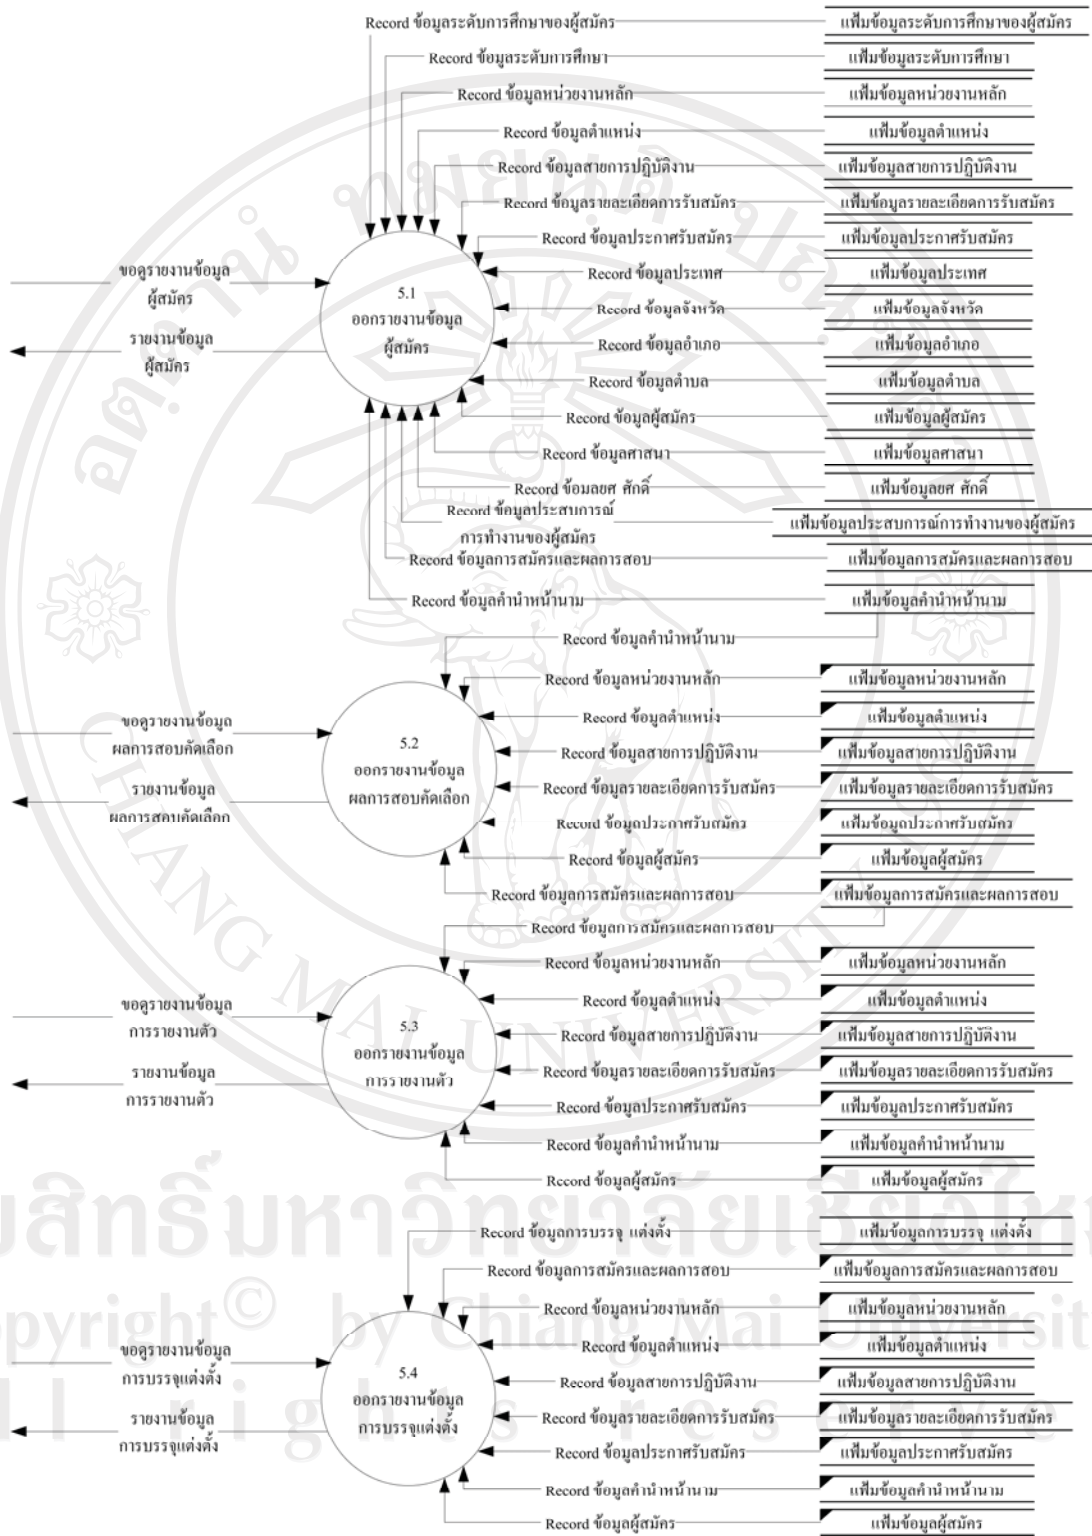 Record ข้อมูลระดับการศึกษาของผู้สมัคร แฟ้มข้อมูลระดับการศึกษาของผู้สมัคร
Record ข้อมูลระดับการศึกษา แฟ้มข้อมูลระดับการศึกษา
Record ข้อมูลหน่วยงานหลัก แฟ้มข้อมูลหน่วยงานหลัก
Record ข้อมูลตำแหน่ง แฟ้มข้อมูลตำแหน่ง
Record ข้อมูลสายการปฏิบัติงาน แฟ้มข้อมูลสายการปฏิบัติงาน
Record ข้อมูลรายละเอียดการรับสมัคร แฟ้มข้อมูลรายละเอียดการรับสมัคร
Record ข้อมูลประกาศรับสมัคร แฟ้มข้อมูลประกาศรับสมัคร
Record ข้อมูลประเทศ แฟ้มข้อมูลประเทศ
Record ข้อมูลจังหวัด แฟ้มข้อมูลจังหวัด
Record ข้อมูลอำเภอ แฟ้มข้อมูลอำเภอ
Record ข้อมูลตำบล แฟ้มข้อมูลตำบล
Record ข้อมูลผู้สมัคร แฟ้มข้อมูลผู้สมัคร
Record ข้อมูลศาสนา แฟ้มข้อมูลศาสนา
Record ข้อมูลยศ ศักดิ์ แฟ้มข้อมูลยศ ศักดิ์
Record ข้อมูลประสบการณ์
การทำงานของผู้สมัคร แฟ้มข้อมูลประสบการณ์การทำงานของผู้สมัคร
Record ข้อมูลการสมัครและผลการสอบ แฟ้มข้อมูลการสมัครและผลการสอบ
Record ข้อมูลคำนำหน้านาม แฟ้มข้อมูลคำนำหน้านาม
ขอดูรายงานข้อมูล
ผู้สมัคร
รายงานข้อมูล
ผู้สมัคร
5.1
ออกรายงานข้อมูล
ผู้สมัคร
Record ข้อมูลคำนำหน้านาม
Record ข้อมูลหน่วยงานหลัก แฟ้มข้อมูลหน่วยงานหลัก
Record ข้อมูลตำแหน่ง แฟ้มข้อมูลตำแหน่ง
Record ข้อมูลสายการปฏิบัติงาน แฟ้มข้อมูลสายการปฏิบัติงาน
Record ข้อมูลรายละเอียดการรับสมัคร แฟ้มข้อมูลรายละเอียดการรับสมัคร
Record ข้อมูลประกาศรับสมัคร แฟ้มข้อมูลประกาศรับสมัคร
Record ข้อมูลผู้สมัคร แฟ้มข้อมูลผู้สมัคร
Record ข้อมูลการสมัครและผลการสอบ แฟ้มข้อมูลการสมัครและผลการสอบ
ขอดูรายงานข้อมูล
ผลการสอบคัดเลือก
รายงานข้อมูล
ผลการสอบคัดเลือก
5.2
ออกรายงานข้อมูล
ผลการสอบคัดเลือก
Record ข้อมูลการสมัครและผลการสอบ
Record ข้อมูลหน่วยงานหลัก แฟ้มข้อมูลหน่วยงานหลัก
Record ข้อมูลตำแหน่ง แฟ้มข้อมูลตำแหน่ง
Record ข้อมูลสายการปฏิบัติงาน แฟ้มข้อมูลสายการปฏิบัติงาน
Record ข้อมูลรายละเอียดการรับสมัคร แฟ้มข้อมูลรายละเอียดการรับสมัคร
Record ข้อมูลประกาศรับสมัคร แฟ้มข้อมูลประกาศรับสมัคร
Record ข้อมูลคำนำหน้านาม แฟ้มข้อมูลคำนำหน้านาม
Record ข้อมูลผู้สมัคร แฟ้มข้อมูลผู้สมัคร
ขอดูรายงานข้อมูล
การรายงานตัว
รายงานข้อมูล
การรายงานตัว
5.3
ออกรายงานข้อมูล
การรายงานตัว
Record ข้อมูลการบรรจุ แต่งตั้ง แฟ้มข้อมูลการบรรจุ แต่งตั้ง
Record ข้อมูลการสมัครและผลการสอบ แฟ้มข้อมูลการสมัครและผลการสอบ
Record ข้อมูลหน่วยงานหลัก แฟ้มข้อมูลหน่วยงานหลัก
Record ข้อมูลตำแหน่ง แฟ้มข้อมูลตำแหน่ง
Record ข้อมูลสายการปฏิบัติงาน แฟ้มข้อมูลสายการปฏิบัติงาน
Record ข้อมูลรายละเอียดการรับสมัคร แฟ้มข้อมูลรายละเอียดการรับสมัคร
Record ข้อมูลประกาศรับสมัคร แฟ้มข้อมูลประกาศรับสมัคร
Record ข้อมูลคำนำหน้านาม แฟ้มข้อมูลคำนำหน้านาม
Record ข้อมูลผู้สมัคร แฟ้มข้อมูลผู้สมัคร
ขอดูรายงานข้อมูล
การบรรจุแต่งตั้ง
รายงานข้อมูล
การบรรจุแต่งตั้ง
5.4
ออกรายงานข้อมูล
การบรรจุแต่งตั้ง
CHIANG MAI UNIVERSITY
สิทธิ์มหาวิทยาลัยเชียงใหม่
opyright© by Chiang Mai Universit
ll rights reserve